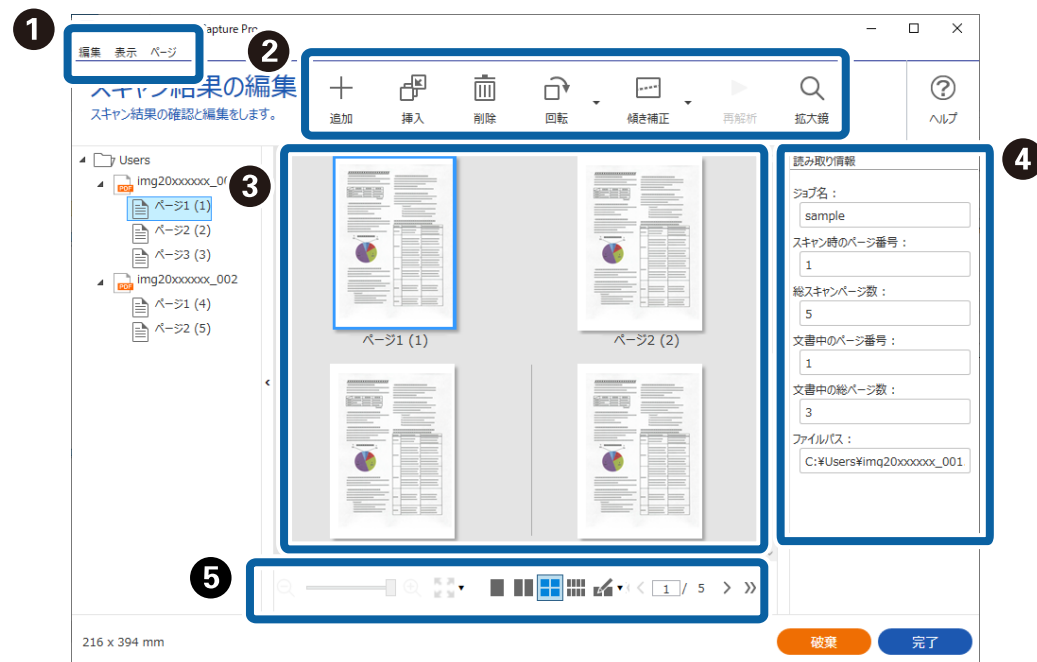 1
Capture Pro
編集 表示 ページ
2
スキャン結果の編集
スキャン結果の確認と編集をします。
追加 挿入 削除 回転 傾き補正 再解析 拡大鏡
ヘルプ
Users
img20xxxxxx_00
3
ページ1 (1)
ページ2 (2)
ページ3 (3)
img20xxxxxx_002
ページ1 (4)
ページ2 (5)
PDF
PDF
ページ1 (1)
ページ2 (2)
4
読み取り情報
ジョブ名：
sample
スキャン時のページ番号：
1
総スキャンページ数：
5
文書中のページ番号：
1
文書中の総ページ数：
3
ファイルパス：
C:¥Users¥img20xxxxxx_001
5
1 / 5
216 x 394 mm
破棄
完了